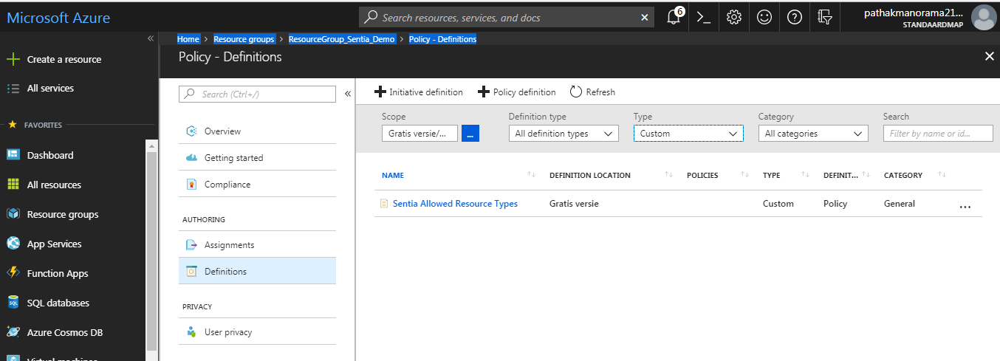 Microsoft Azure
Search resources, services, and docs
6
pathakmanorama21...
STANDAARDMAP
Home > Resource groups > ResourceGroup_Sentia_Demo > Policy - Definitions
Policy - Definitions
Create a resource
All services
FAVORITES
Dashboard
All resources
Resource groups
App Services
Function Apps
SQL databases
Azure Cosmos DB
Virtual machines
Search (Ctrl+/)
Overview
Getting started
Compliance
AUTHORING
Assignments
Definitions
PRIVACY
User privacy
Initiative definition Policy definition Refresh
Scope Definition type Type Category Search
Gratis versie/... ... All definition types Custom All categories Filter by name or id...
NAME DEFINITION LOCATION POLICIES TYPE DEFINIT... CATEGORY
Sentia Allowed Resource Types Gratis versie Custom Policy General ...